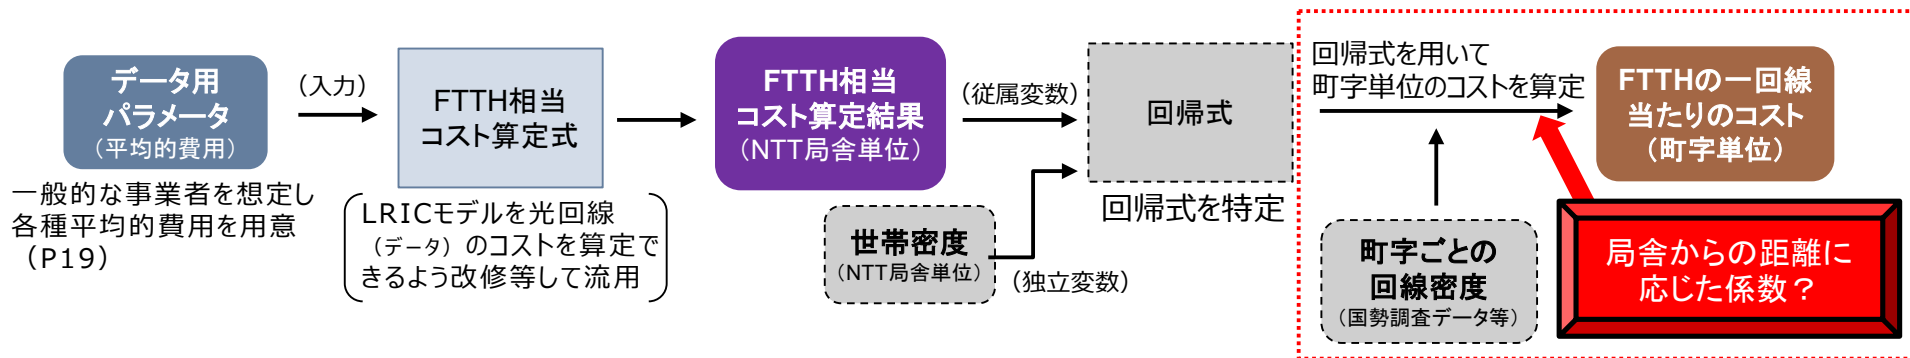 データ用
パラメータ
（平均的費用）
一般的な事業者を想定し
各種平均的費用を用意
（P19）
（入力）
FTTH相当
コスト算定式
LRICモデルを光回線
（データ）のコストを算定で
きるよう改修等して流用
FTTH相当
コスト算定結果
（NTT局舎単位）
（従属変数）
世帯密度
（NTT局舎単位）
（独立変数）
回帰式
回帰式を特定
回帰式を用いて
町字単位のコストを算定
町字ごとの
回線密度
（国勢調査データ等）
FTTHの一回線
当たりのコスト
（町字単位）
局舎からの距離に
応じた係数？